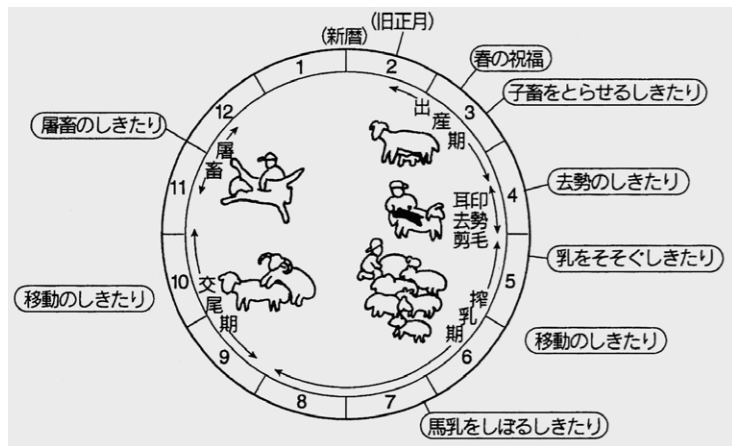 (旧正月)
(新暦)
1
2
3
4
5
6
7
8
9
10
11
12
春の祝福
子畜をとらせるしきたり
去勢のしきたり
乳をそそぐしきたり
移動のしきたり
馬乳をしぼるしきたり
移動のしきたり
屠畜のしきたり
出産期
耳印
去勢
剪毛
搾乳期
交尾期
屠畜